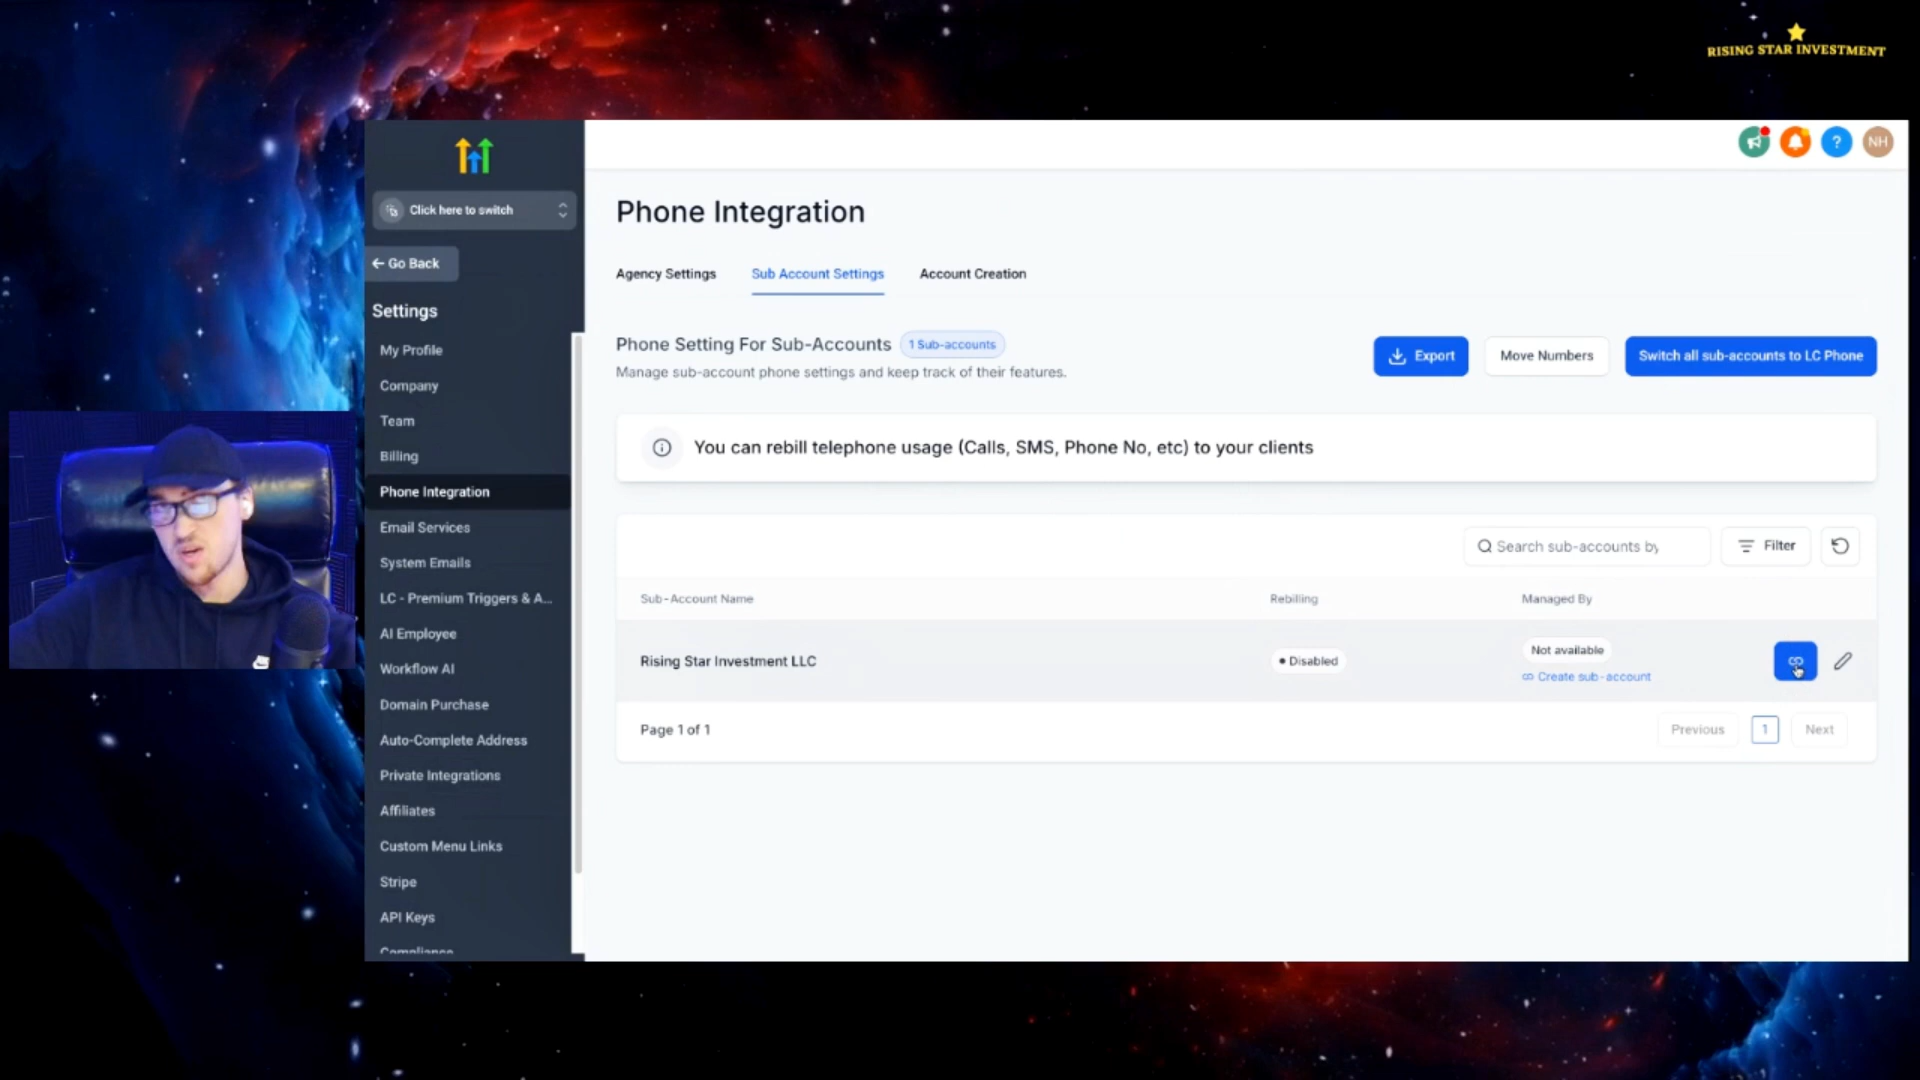 RISING STAR INVESTMENT
Click here to switch
Go Back
Settings
My Profile
Company
Team
Billing
Phone Integration
Email Services
System Emails
LC - Premium Triggers & A...
AI Employee
Workflow AI
Domain Purchase
Auto-Complete Address
Private Integrations
Affiliates
Custom Menu Links
Stripe
API Keys
Compliance
NH
Phone Integration
Agency Settings
Sub Account Settings
Account Creation
Phone Setting For Sub-Accounts
1 Sub-accounts
Manage sub-account phone settings and keep track of their features.
Export
Move Numbers
Switch all sub-accounts to LC Phone
You can rebill telephone usage (Calls, SMS, Phone No, etc) to your clients
Search sub-accounts by
Filter
Sub-Account Name
Rebilling
Managed By
Rising Star Investment LLC
Disabled
Not available
Create sub-account
Page 1 of 1
Previous
1
Next